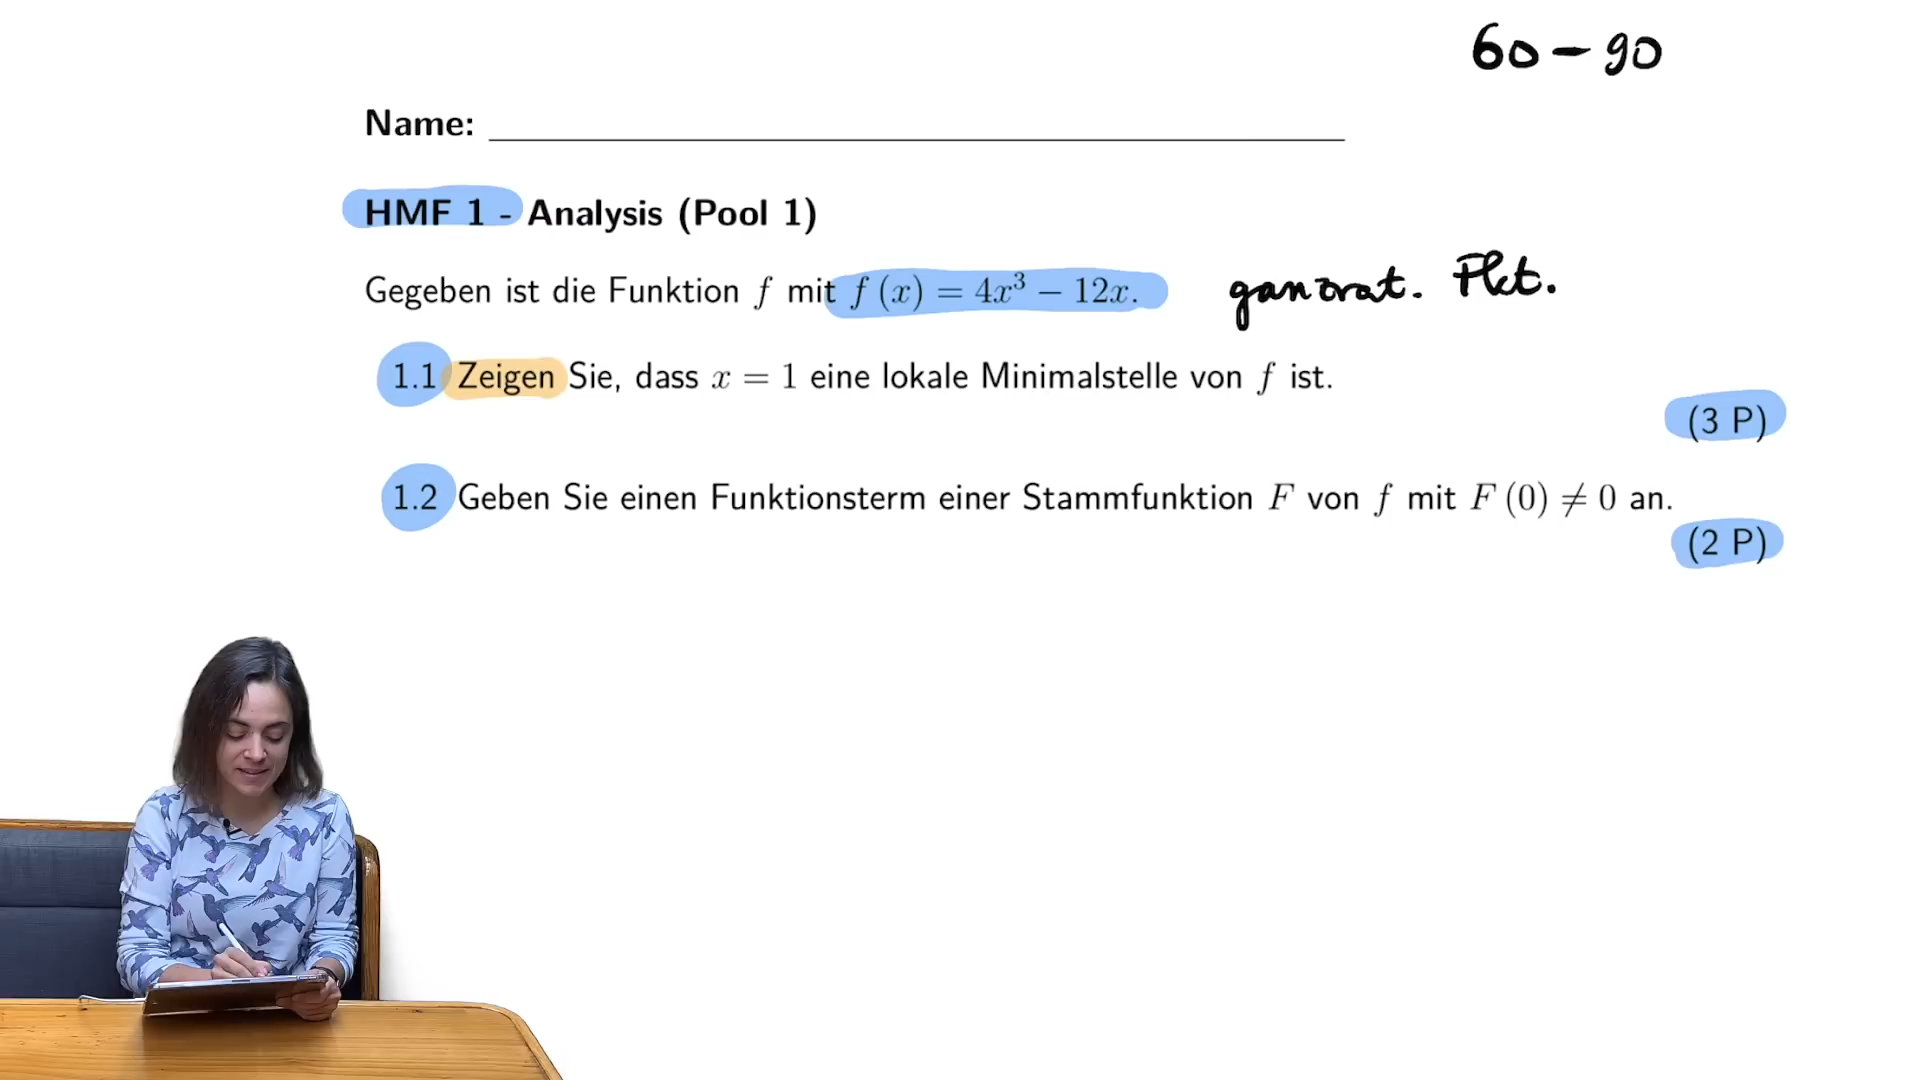 60 – 90
Name:
HMF 1 - Analysis (Pool 1)
Gegeben ist die Funktion f mit f (x) = 4x³ − 12x. ganzrat. Fkt.
1.1 Zeigen Sie, dass x = 1 eine lokale Minimalstelle von f ist.
(3 P)
1.2 Geben Sie einen Funktionsterm einer Stammfunktion F von f mit F (0) ≠ 0 an.
(2 P)